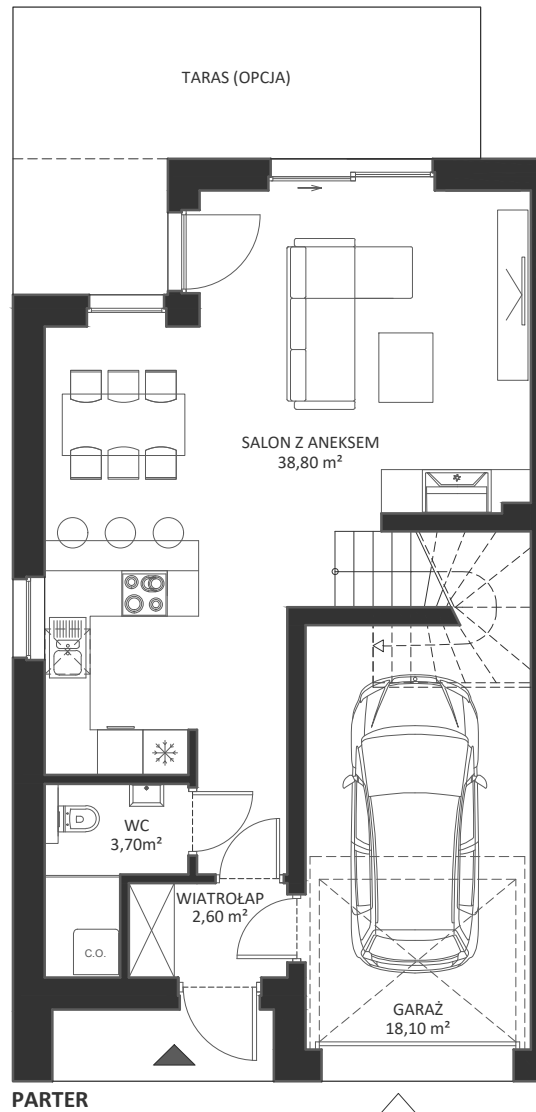 TARAS (OPCJA)
SALON Z ANEKSEM
38,80 m²
WC
3,70m²
WIATROŁAP
2,60 m²
C.O.
GARAŻ
18,10 m²
PARTER